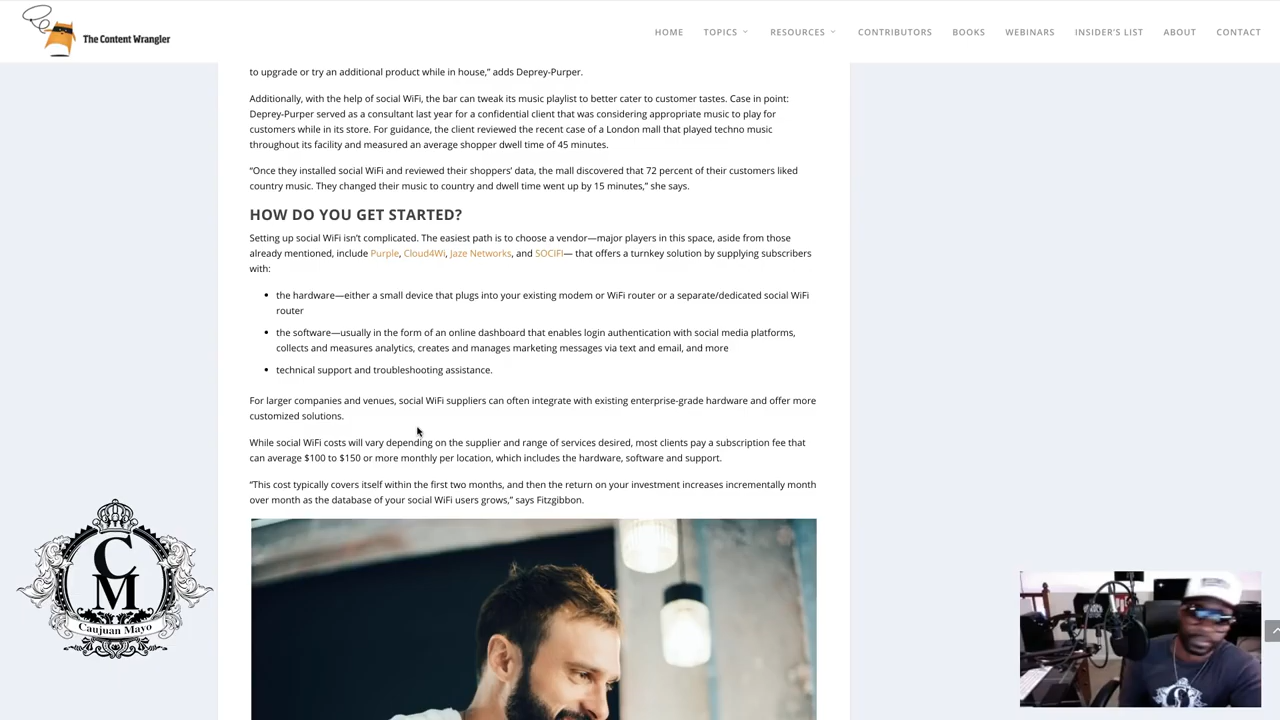 The Content Wrangler
HOME TOPICS RESOURCES CONTRIBUTORS BOOKS WEBINARS INSIDER'S LIST ABOUT CONTACT
to upgrade or try an additional product while in house,” adds Deprey-Purper.
Additionally, with the help of social WiFi, the bar can tweak its music playlist to better cater to customer tastes. Case in point:
Deprey-Purper served as a consultant last year for a confidential client that was considering appropriate music to play for
customers while in its store. For guidance, the client reviewed the recent case of a London mall that played techno music
throughout its facility and measured an average shopper dwell time of 45 minutes.
“Once they installed social WiFi and reviewed their shoppers’ data, the mall discovered that 72 percent of their customers liked
country music. They changed their music to country and dwell time went up by 15 minutes,” she says.
HOW DO YOU GET STARTED?
Setting up social WiFi isn’t complicated. The easiest path is to choose a vendor—major players in this space, aside from those
already mentioned, include Purple, Cloud4Wi, Jaze Networks, and SOCIFI— that offers a turnkey solution by supplying subscribers
with:
• the hardware—either a small device that plugs into your existing modem or WiFi router or a separate/dedicated social WiFi
router
• the software—usually in the form of an online dashboard that enables login authentication with social media platforms,
collects and measures analytics, creates and manages marketing messages via text and email, and more
• technical support and troubleshooting assistance.
For larger companies and venues, social WiFi suppliers can often integrate with existing enterprise-grade hardware and offer more
customized solutions.
While social WiFi costs will vary depending on the supplier and range of services desired, most clients pay a subscription fee that
can average $100 to $150 or more monthly per location, which includes the hardware, software and support.
“This cost typically covers itself within the first two months, and then the return on your investment increases incrementally month
over month as the database of your social WiFi users grows,” says Fitzgibbon.
C
M
Caujuan Mayo